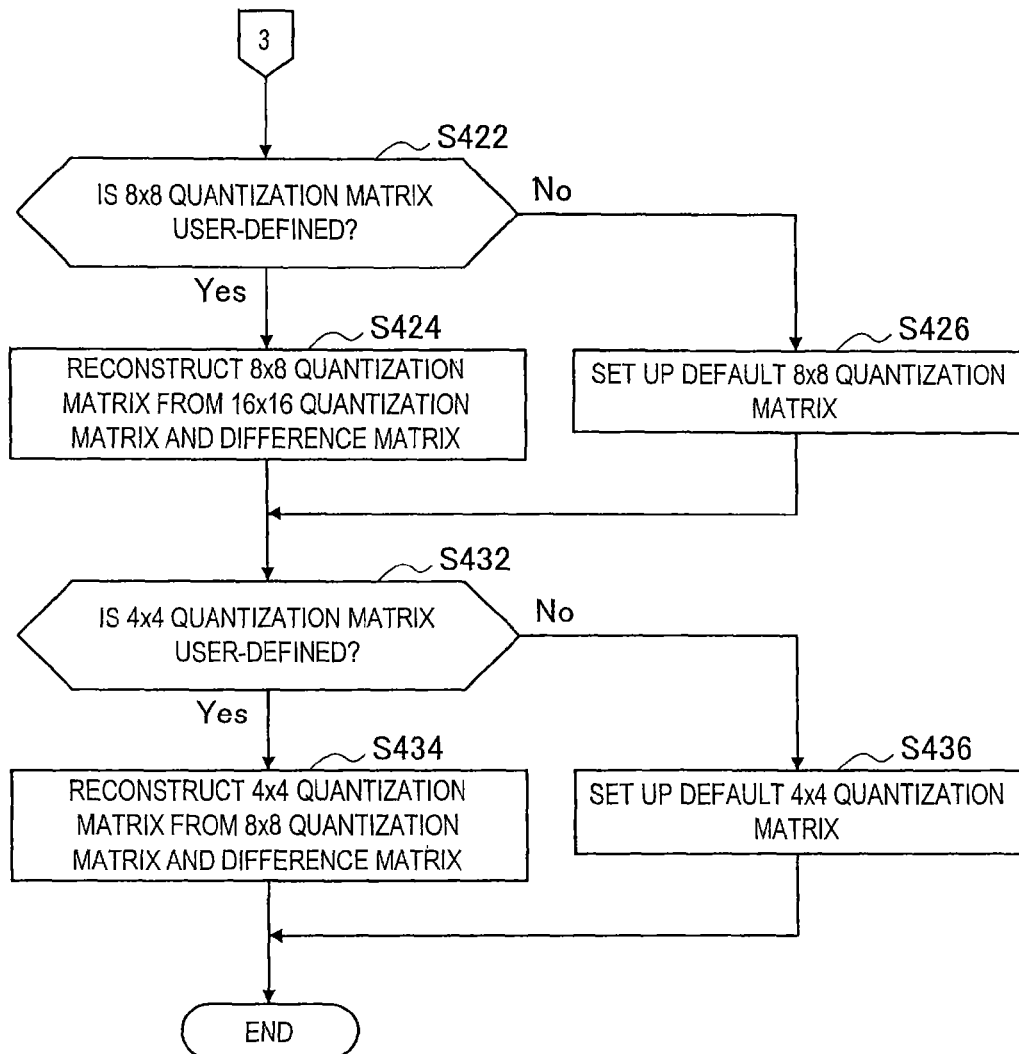 3
S422
IS 8x8 QUANTIZATION MATRIX
USER-DEFINED?
No
Yes
S424
RECONSTRUCT 8x8 QUANTIZATION
MATRIX FROM 16x16 QUANTIZATION
MATRIX AND DIFFERENCE MATRIX
S426
SET UP DEFAULT 8x8 QUANTIZATION
MATRIX
S432
IS 4x4 QUANTIZATION MATRIX
USER-DEFINED?
No
Yes
S434
RECONSTRUCT 4x4 QUANTIZATION
MATRIX FROM 8x8 QUANTIZATION
MATRIX AND DIFFERENCE MATRIX
S436
SET UP DEFAULT 4x4 QUANTIZATION
MATRIX
END